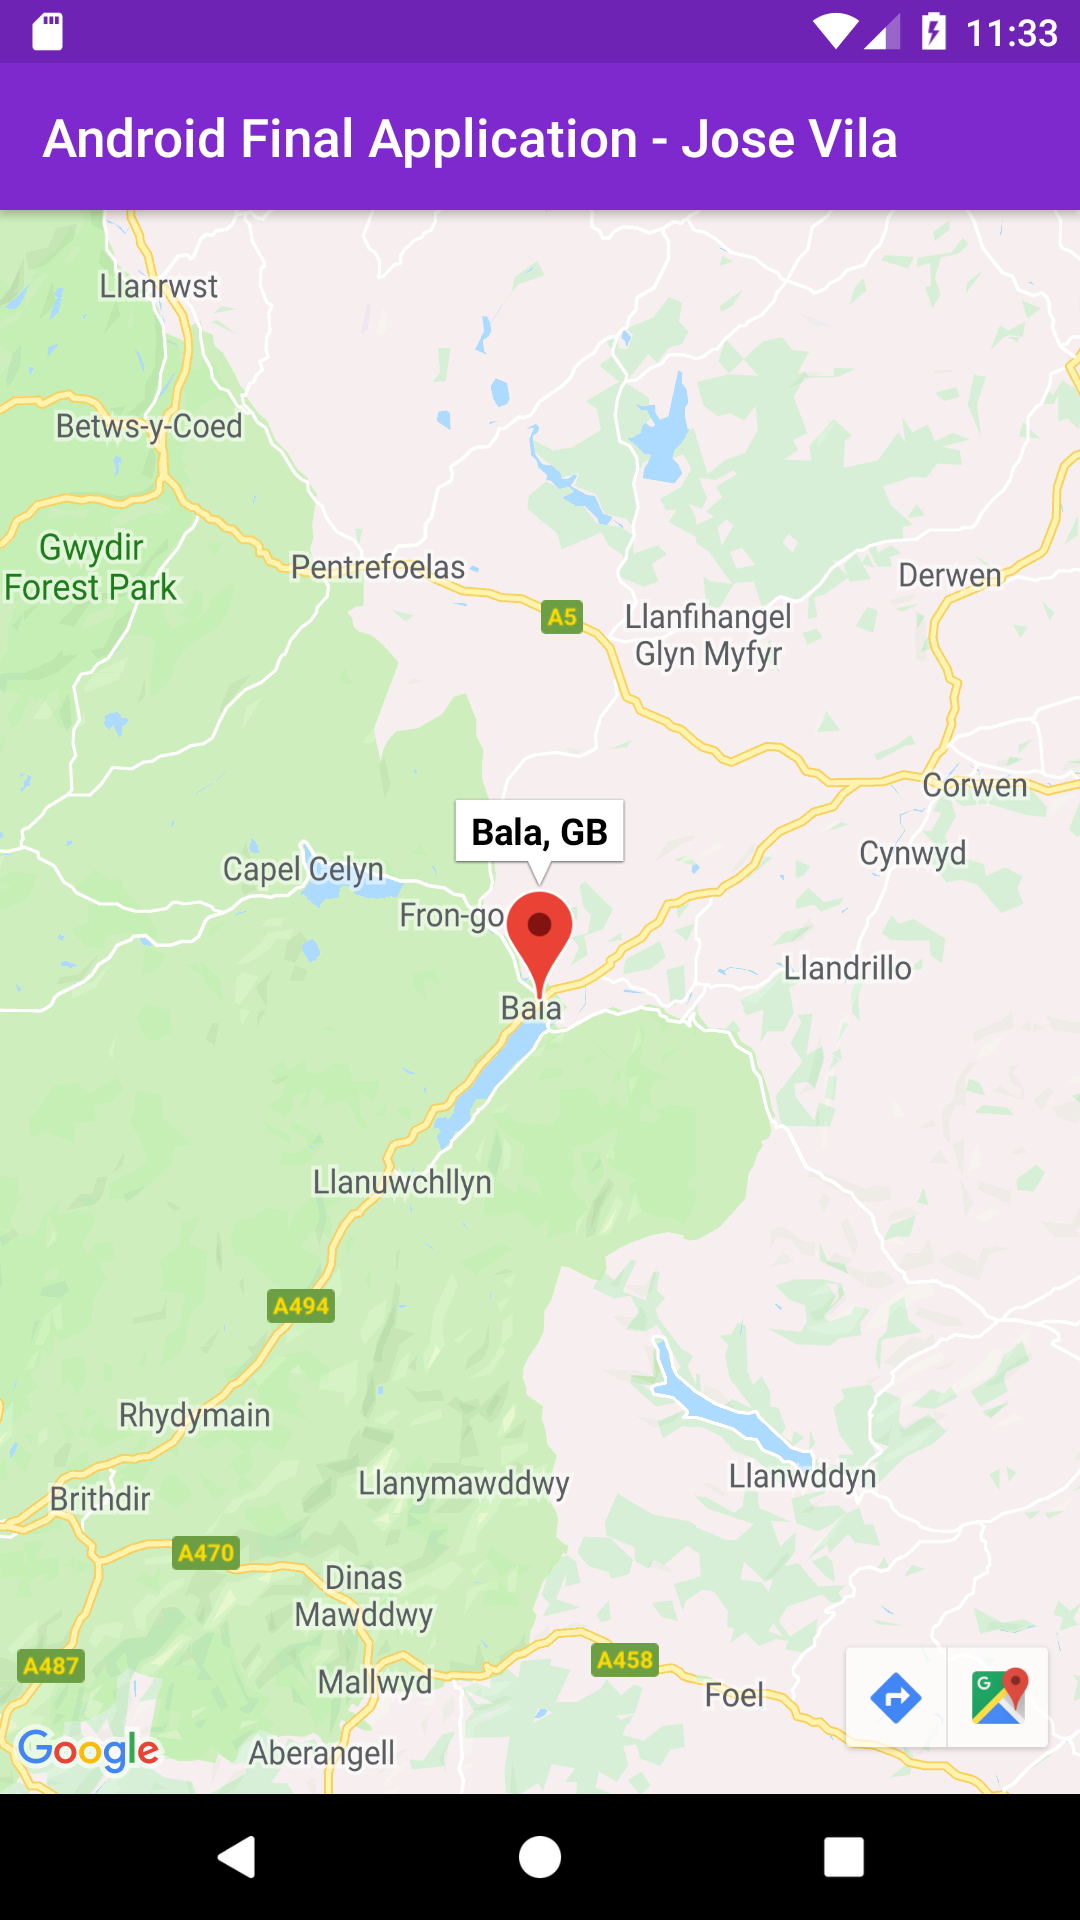 11:33
Android Final Application - Jose Vila
Llanrwst
Betws-y-Coed
Gwydir
Forest Park
Pentrefoelas
Derwen
A5
Llanfihangel
Glyn Myfyr
Corwen
Bala, GB
Cynwyd
Capel Celyn
Fron-go
Llandrillo
Bala
Llanuwchllyn
A494
Rhydymain
Llanymawddwy
Llanwddyn
Brithdir
A470
Dinas
Mawddwy
A487
A458
Mallwyd
Foel
G
Google
Aberangell